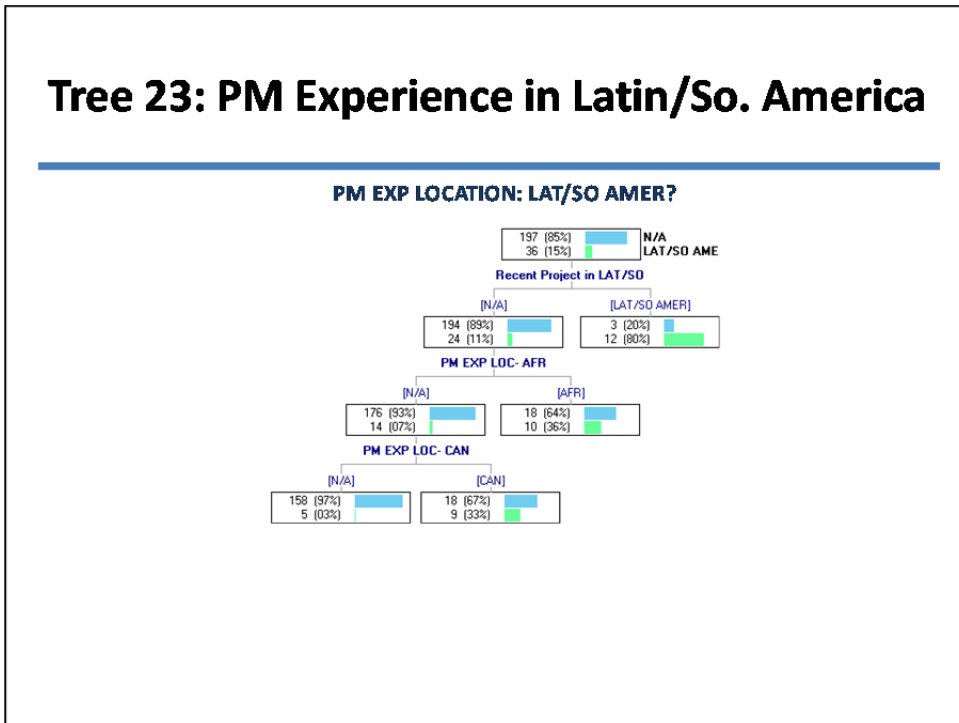 Tree 23: PM Experience in Latin/So. America
PM EXP LOCATION: LAT/SO AMER?
197 (85%) N/A
36 (15%) LAT/SO AME
Recent Project in LAT/SO
[N/A] [LAT/SO AMER]
194 (89%) 3 (20%)
24 (11%) 12 (80%)
PM EXP LOC- AFR
[N/A] [AFR]
176 (93%) 18 (64%)
14 (07%) 10 (36%)
PM EXP LOC- CAN
[N/A] [CAN]
158 (97%) 18 (67%)
5 (03%) 9 (33%)